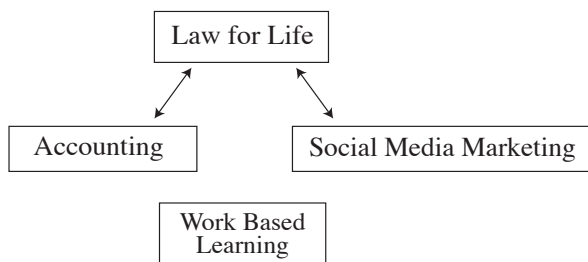 Law for Life
Accounting
Social Media Marketing
Work Based
Learning